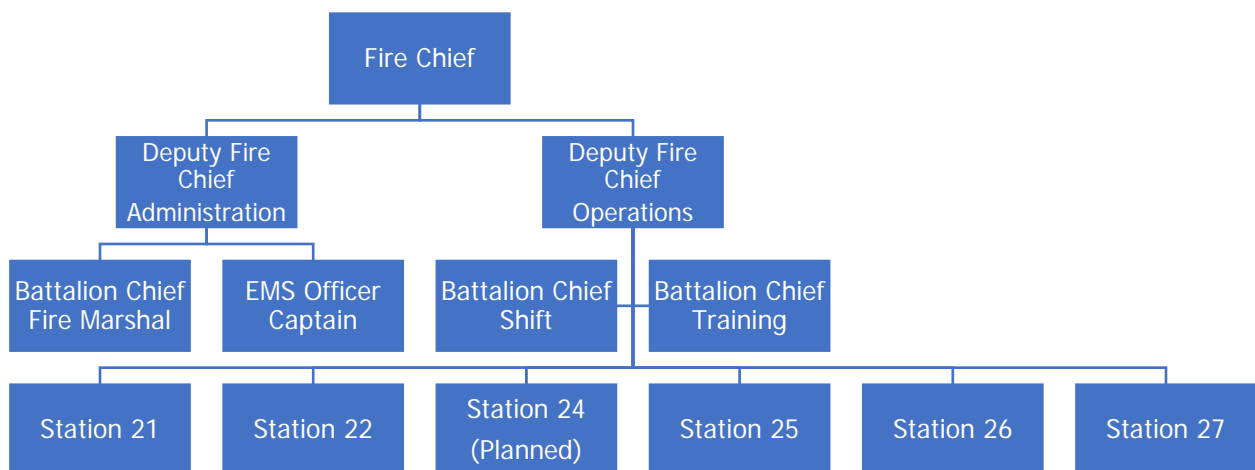 Fire Chief
Deputy Fire
Chief
Administration
Deputy Fire
Chief
Operations
Battalion Chief
Fire Marshal
EMS Officer
Captain
Battalion Chief
Shift
Battalion Chief
Training
Station 21
Station 22
Station 24
(Planned)
Station 25
Station 26
Station 27